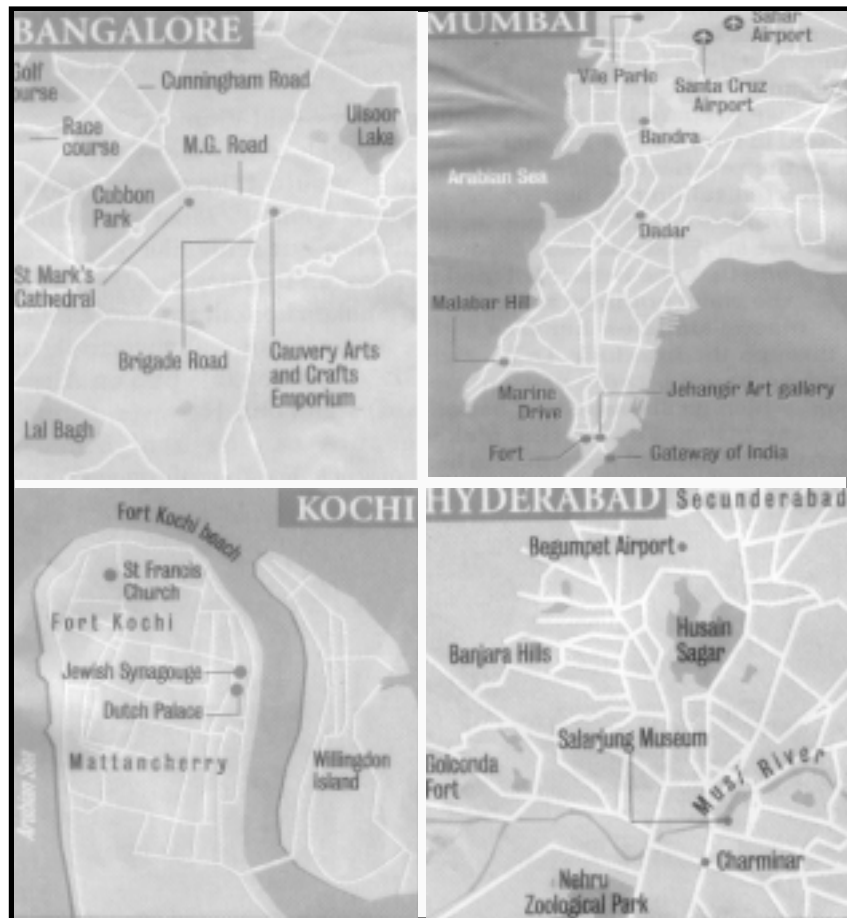 BANGALORE
Golf
ourse
Cunningham Road
Race
course
M.G. Road
Ulsoor
Lake
Cubbon
Park
St Mark's
Cathedral
Brigade Road
Cauvery Arts
and Crafts
Emporium
Lal Bagh
MUMBAI
Sahar
Airport
Vile Parle
Santa Cruz
Airport
Bandra
Arabian Sea
Dadar
Malabar Hill
Marine
Drive
Jehangir Art gallery
Fort
Gateway of India
KOCHI
Fort Kochi beach
St Francis
Church
Fort Kochi
Jewish Synagouge
Dutch Palace
Mattancherry
Willingdon
Island
Arabian Sea
HYDERABAD
Secunderabad
Begumpet Airport
Husain
Sagar
Banjara Hills
Salarjung Museum
Golconda
Fort
Musi River
Charminar
Nehru
Zoological Park